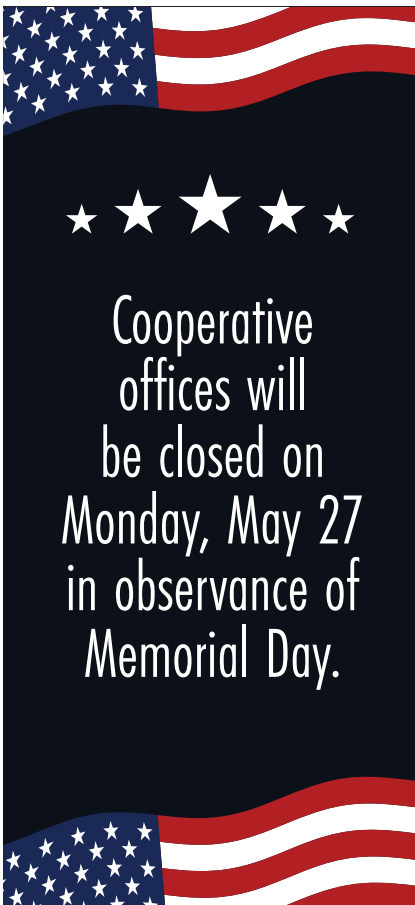 Cooperative
offices will
be closed on
Monday, May 27
in observance of
Memorial Day.